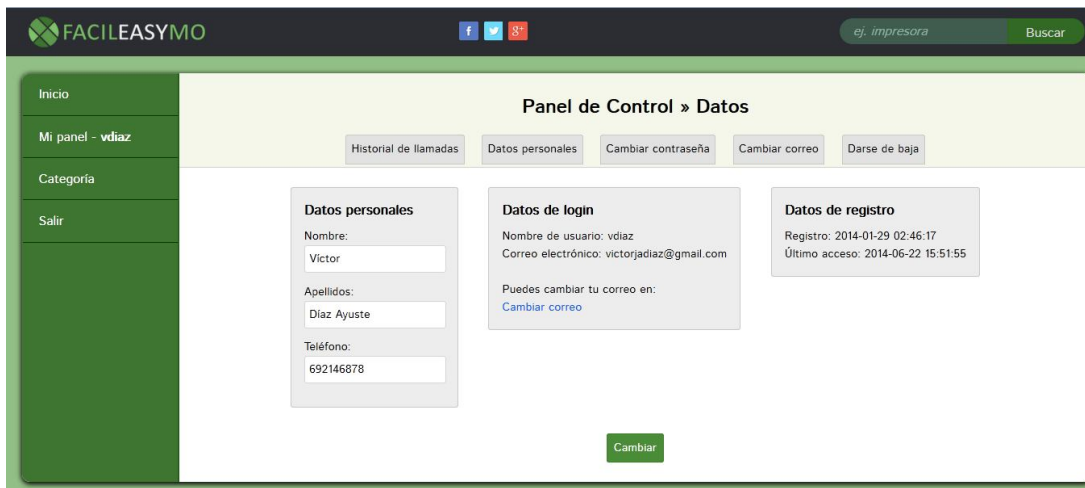 FACILEASYMO
f
8+
ej. impresora
Buscar
Inicio
Mi panel - vdiaz
Categoría
Salir
Panel de Control » Datos
Historial de llamadas
Datos personales
Cambiar contraseña
Cambiar correo
Darse de baja
Datos personales
Nombre:
Víctor
Apellidos:
Díaz Ayuste
Teléfono:
692146878
Datos de login
Nombre de usuario: vdiaz
Correo electrónico: victorjadiaz@gmail.com
Puedes cambiar tu correo en:
Cambiar correo
Datos de registro
Registro: 2014-01-29 02:46:17
Último acceso: 2014-06-22 15:51:55
Cambiar